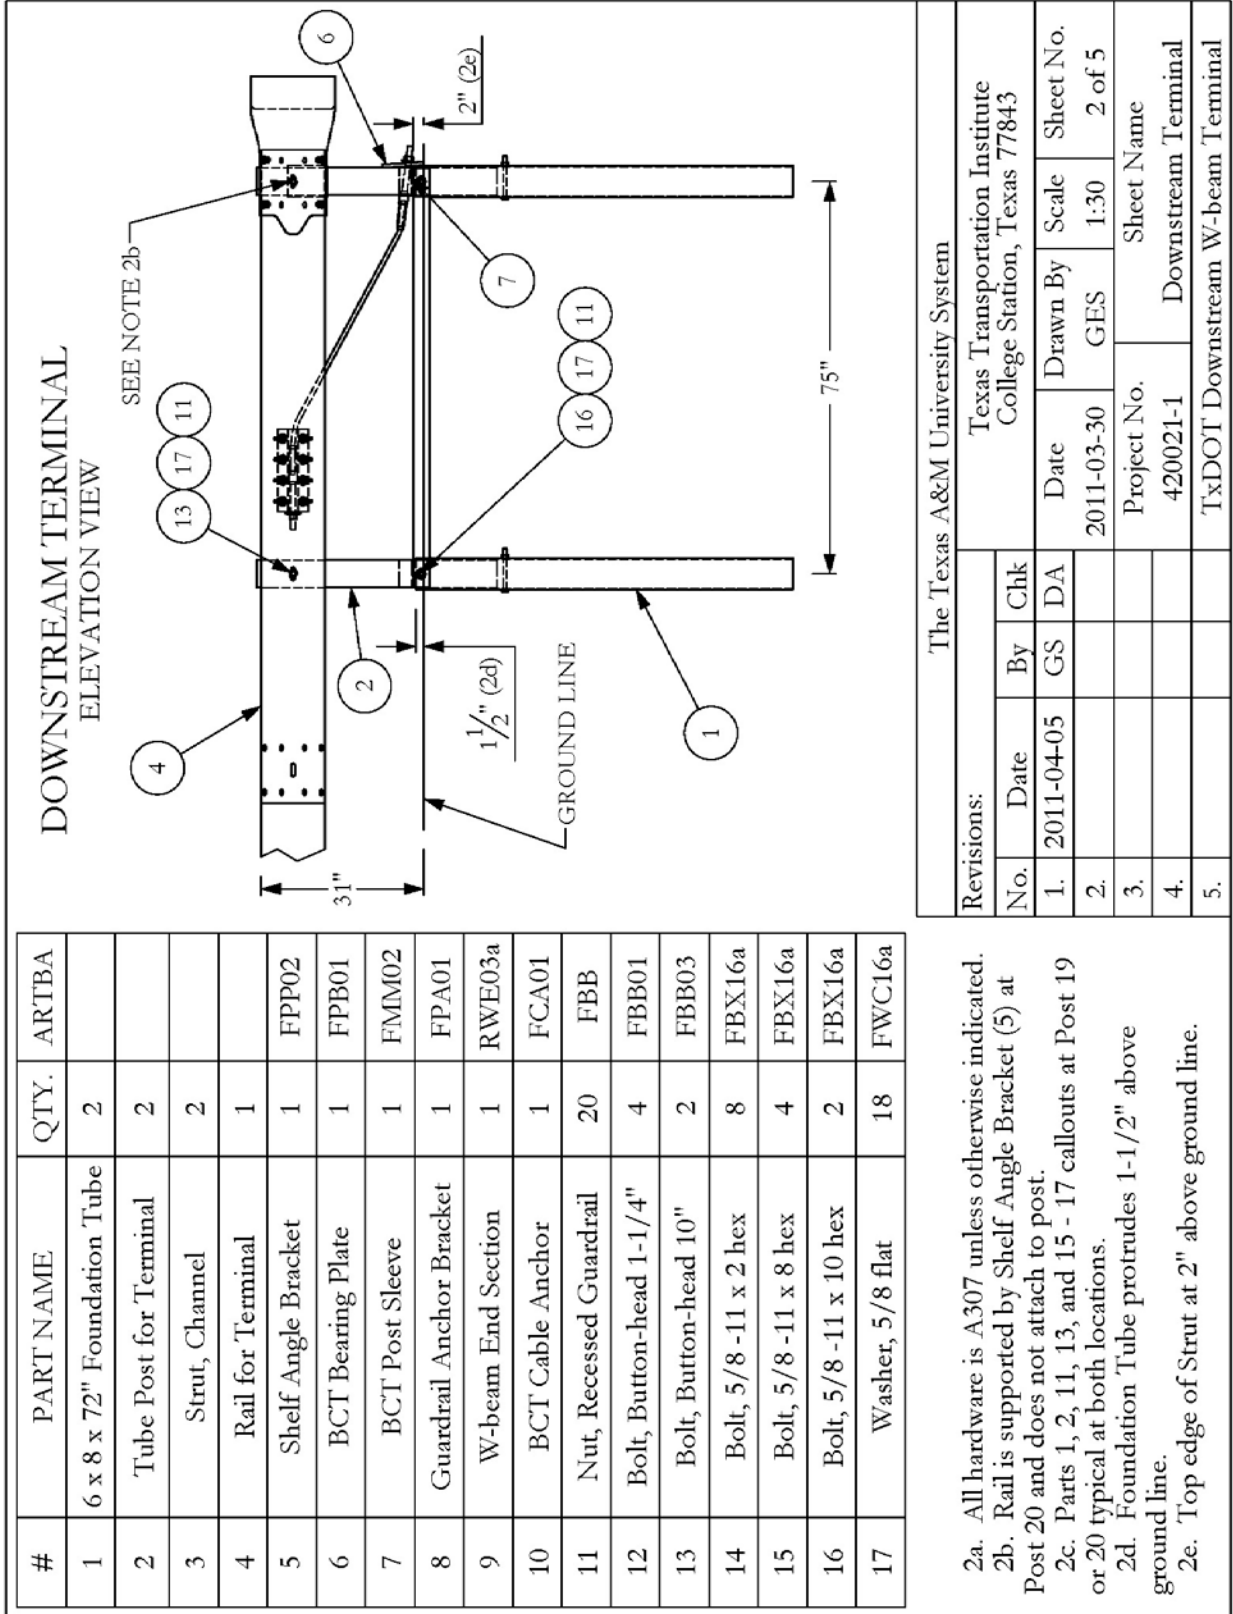 DOWNSTREAM TERMINAL
ELEVATION VIEW
# PART NAME QTY. ARTBA
1 6 x 8 x 72" Foundation Tube 2
2 Tube Post for Terminal 2
3 Strut, Channel 2
4 Rail for Terminal 1
5 Shelf Angle Bracket 1 FPP02
6 BCT Bearing Plate 1 FPB01
7 BCT Post Sleeve 1 FMM02
8 Guardrail Anchor Bracket 1 FPA01
9 W-beam End Section 1 RWE03a
10 BCT Cable Anchor 1 FCA01
11 Nut, Recessed Guardrail 20 FBB
12 Bolt, Button-head 1-1/4" 4 FBB01
13 Bolt, Button-head 10" 2 FBB03
14 Bolt, 5/8 -11 x 2 hex 8 FBX16a
15 Bolt, 5/8 -11 x 8 hex 4 FBX16a
16 Bolt, 5/8 -11 x 10 hex 2 FBX16a
17 Washer, 5/8 flat 18 FWC16a
SEE NOTE 2b
13 17 11
6
4
2" (2e)
2
7
16 17 11
31"
1 1/2" (2d)
GROUND LINE
1
75"
2a. All hardware is A307 unless otherwise indicated.
2b. Rail is supported by Shelf Angle Bracket (5) at
Post 20 and does not attach to post.
2c. Parts 1, 2, 11, 13, and 15 - 17 callouts at Post 19
or 20 typical at both locations.
2d. Foundation Tube protrudes 1-1/2" above
ground line.
2e. Top edge of Strut at 2" above ground line.
The Texas A&M University System
Revisions:
No. Date By Chk
1. 2011-04-05 GS DA
2.
3.
4.
5.
Texas Transportation Institute
College Station, Texas 77843
Date Drawn By Scale Sheet No.
2011-03-30 GES 1:30 2 of 5
Project No. Sheet Name
420021-1 Downstream Terminal
TxDOT Downstream W-beam Terminal